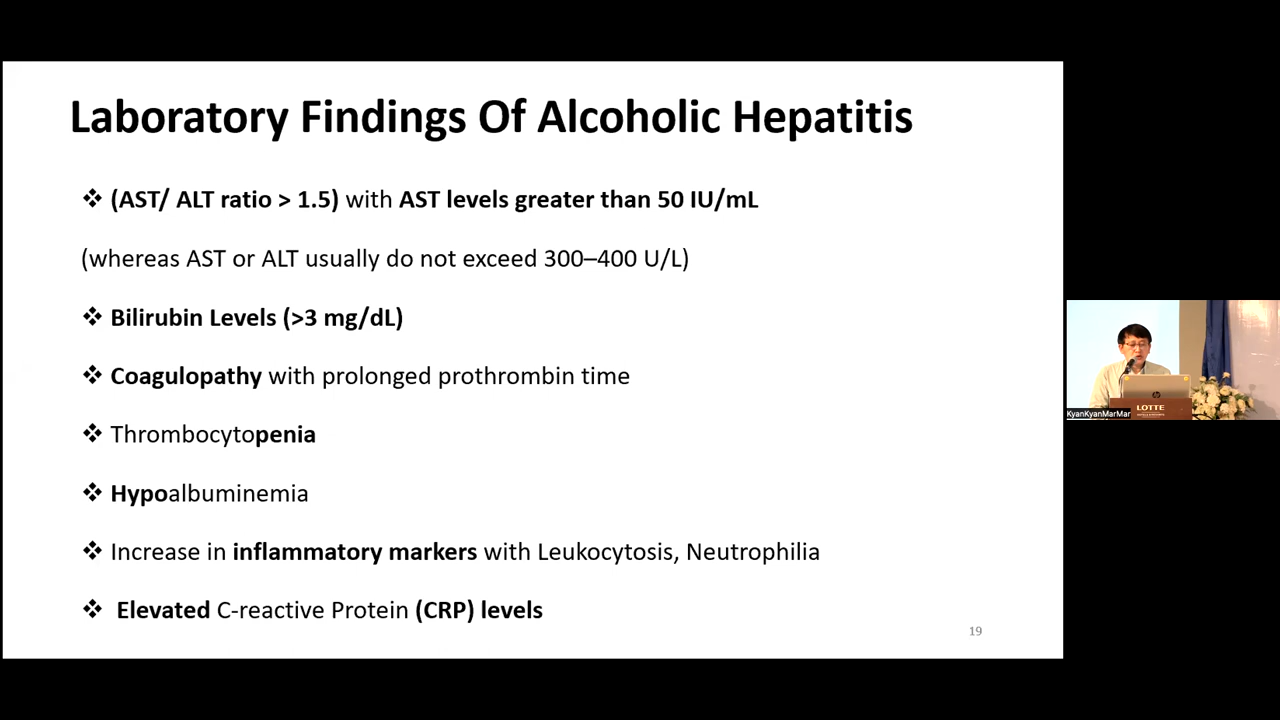 Laboratory Findings Of Alcoholic Hepatitis
❖ (AST/ ALT ratio > 1.5) with AST levels greater than 50 IU/mL
(whereas AST or ALT usually do not exceed 300–400 U/L)
❖ Bilirubin Levels (>3 mg/dL)
❖ Coagulopathy with prolonged prothrombin time
❖ Thrombocytopenia
❖ Hypoalbuminemia
❖ Increase in inflammatory markers with Leukocytosis, Neutrophilia
❖ Elevated C-reactive Protein (CRP) levels
19
hp
LOTTE
KyanKyanMarMar